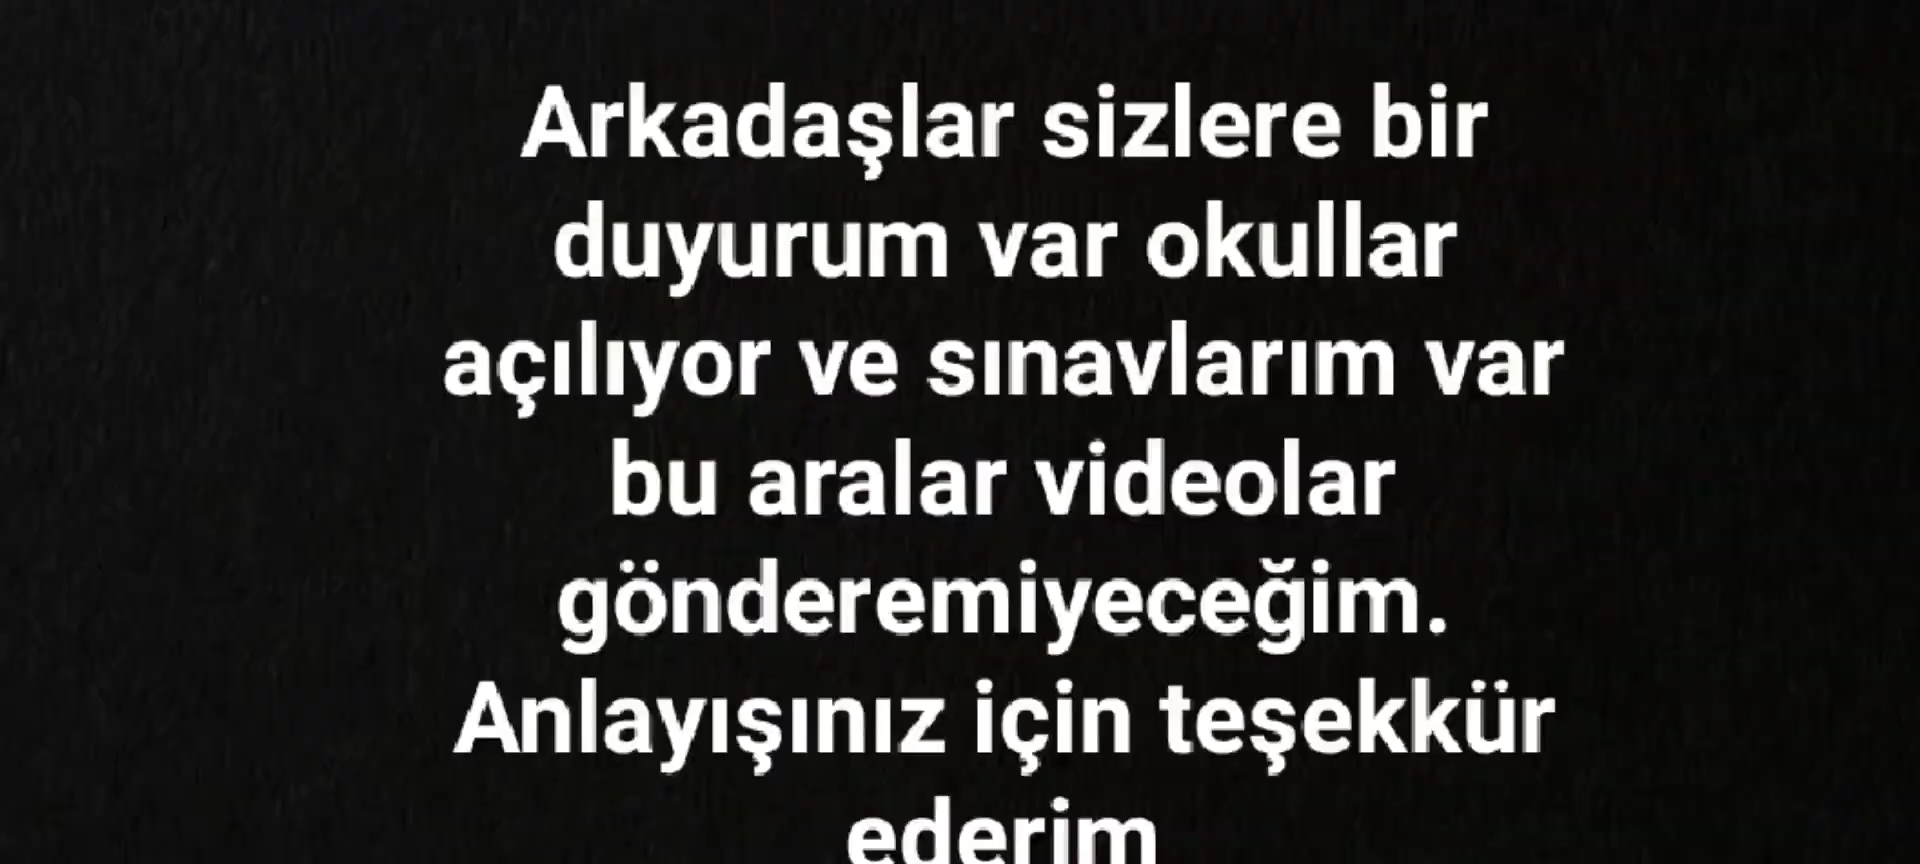 Arkadaşlar sizlere bir
duyurum var okullar
açılıyor ve sınavlarım var
bu aralar videolar
gönderemiyeceğim.
Anlayışınız için teşekkür
ederim